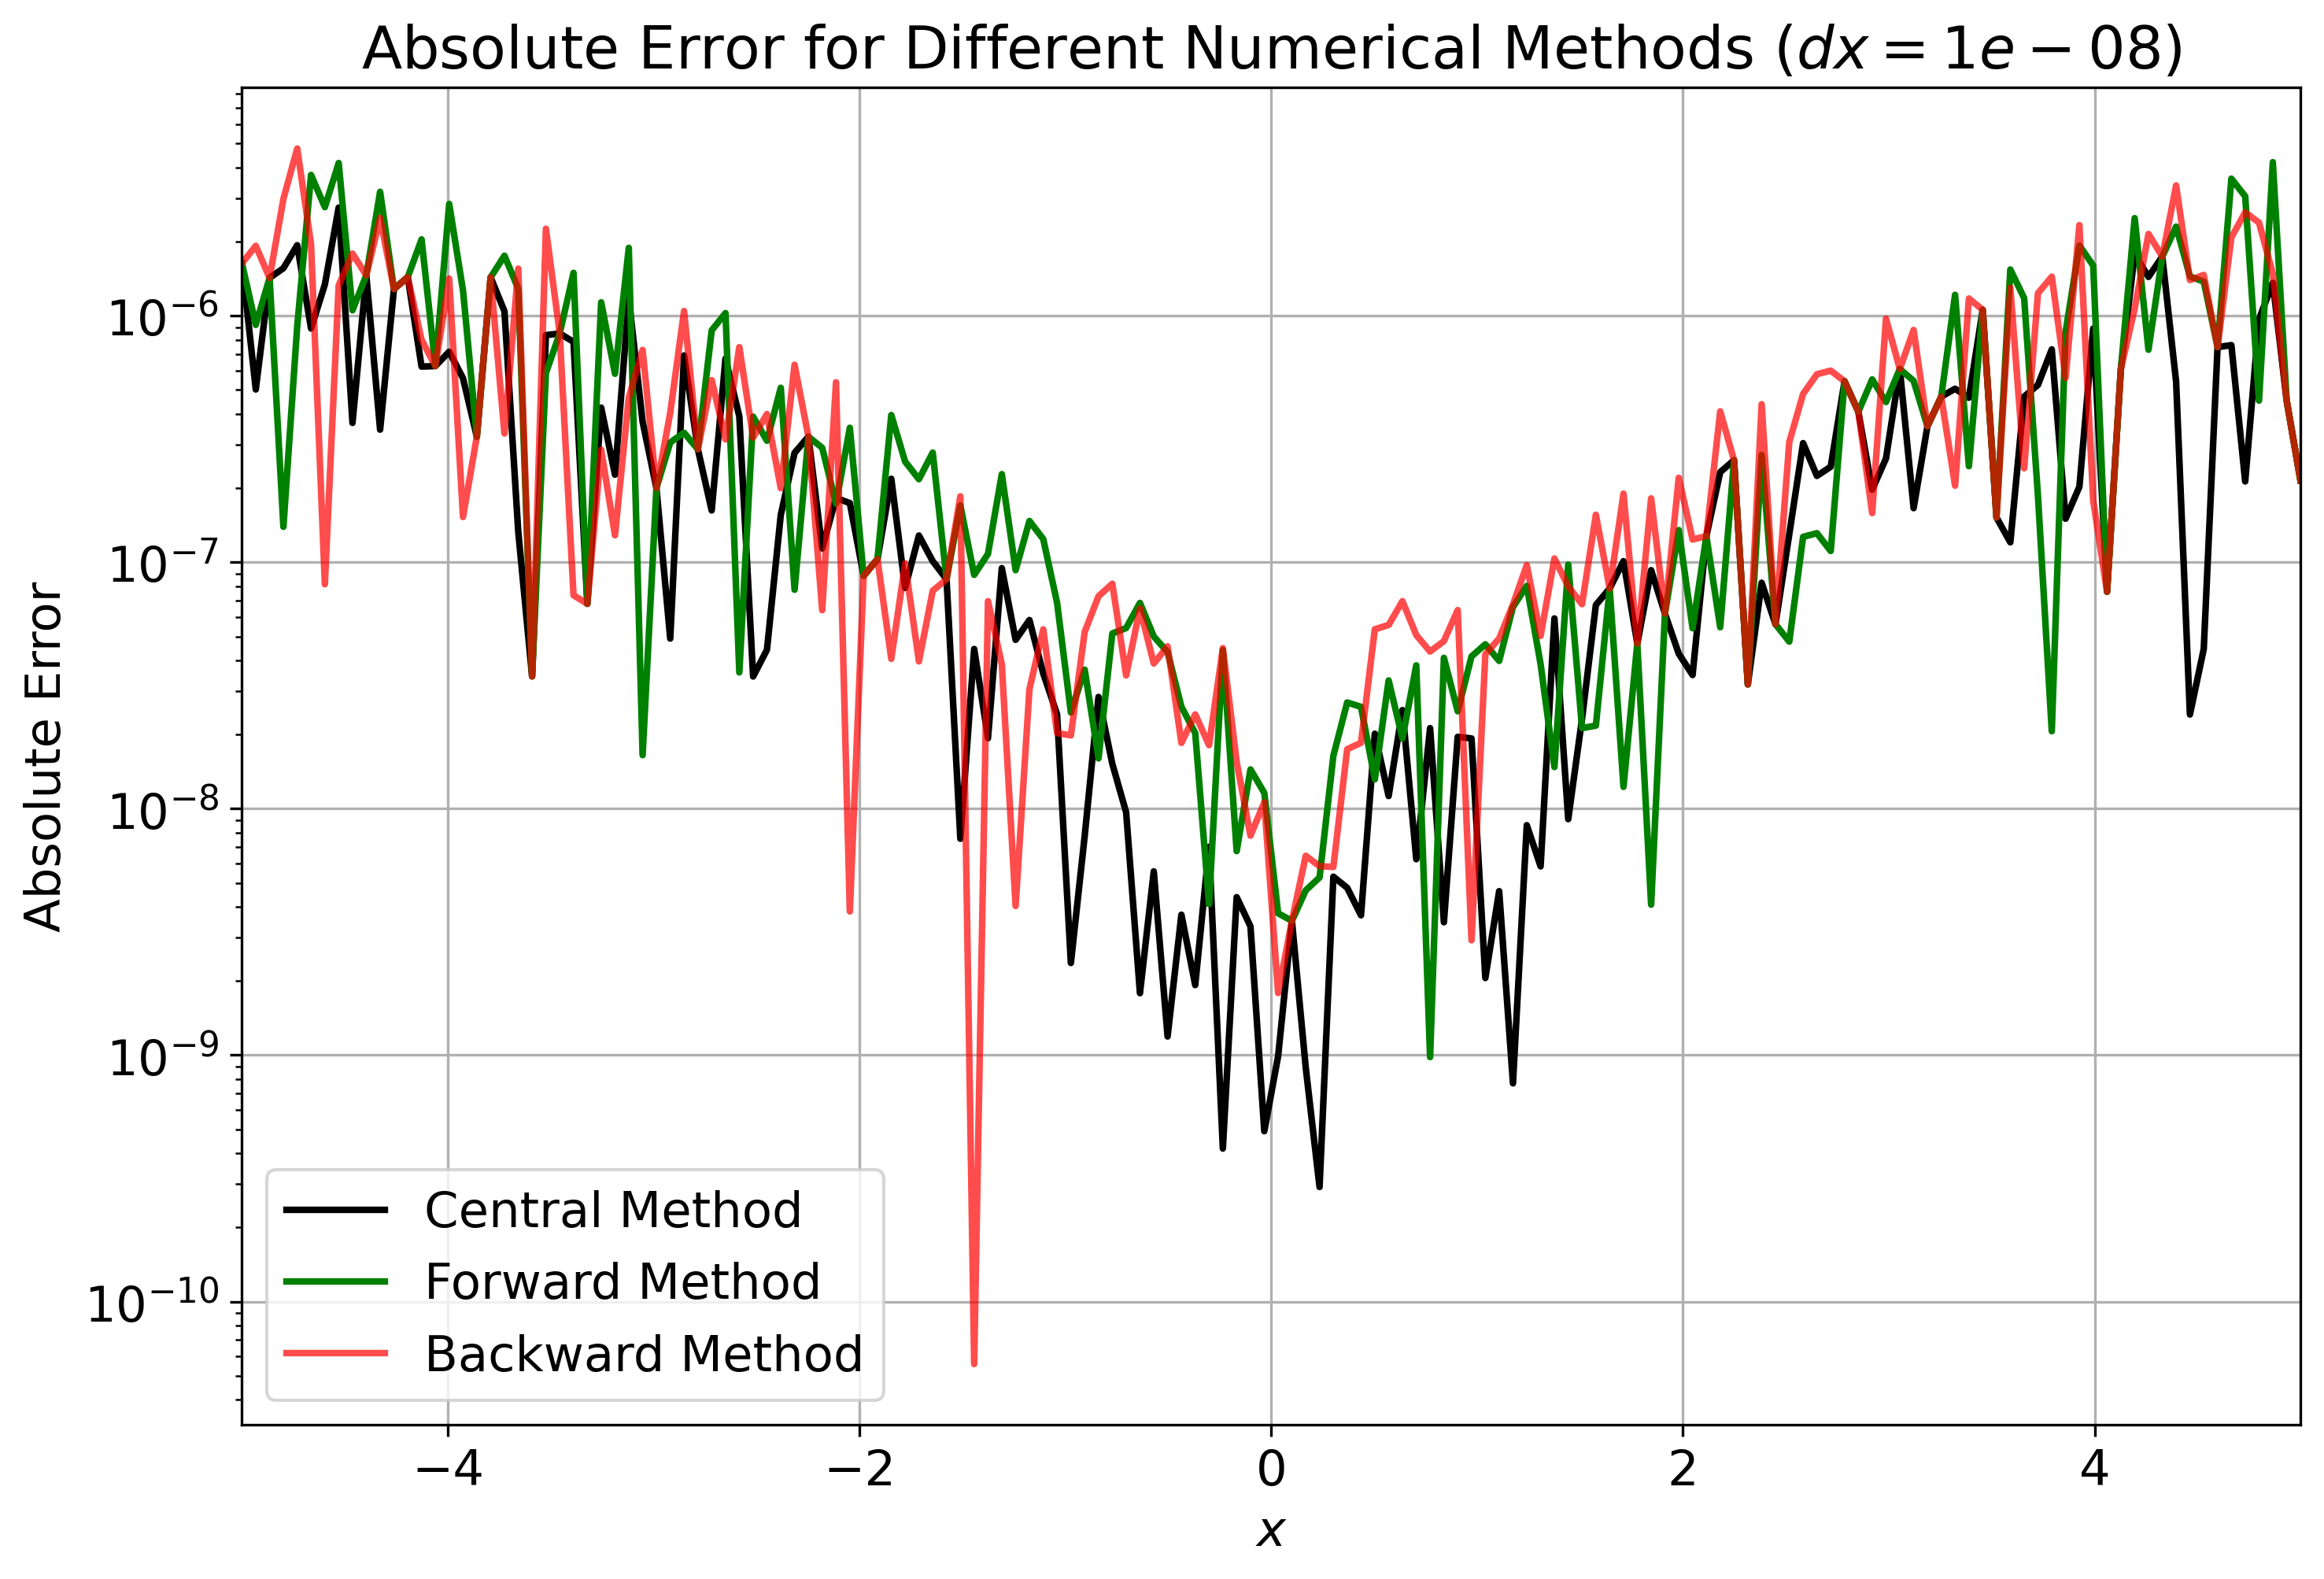 Absolute Error for Different Numerical Methods (dx = 1e − 08)
Absolute Error
10⁻⁶
10⁻⁷
10⁻⁸
10⁻⁹
10⁻¹⁰
Central Method
Forward Method
Backward Method
−4 −2 0 2 4
x